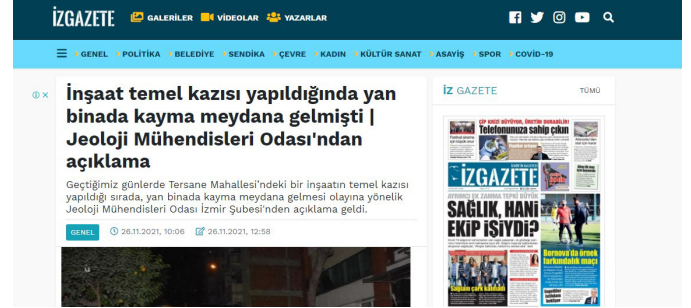 İZGAZETE GALERİLER VİDEOLAR YAZARLAR
GENEL POLİTİKA BELEDİYE SENDİKA ÇEVRE KADIN KÜLTÜR SANAT ASAYİŞ SPOR COVİD-19
İnşaat temel kazısı yapıldığında yan
binada kayma meydana gelmişti |
Jeoloji Mühendisleri Odası'ndan
açıklama
Geçtiğimiz günlerde Tersane Mahallesi'ndeki bir inşaatın temel kazısı
yapıldığı sırada, yan binada kayma meydana gelmesi olayına yönelik
Jeoloji Mühendisleri Odası İzmir Şubesi'nden açıklama geldi.
GENEL 26.11.2021, 10:06 26.11.2021, 12:58
İZ GAZETE TÜMÜ
Telefonunuza sahip çıkın
İZGAZETE
SAĞLIK, HANİ
EKİP İŞİYDİ?
Bornova'da örnek
farkındalık maçı